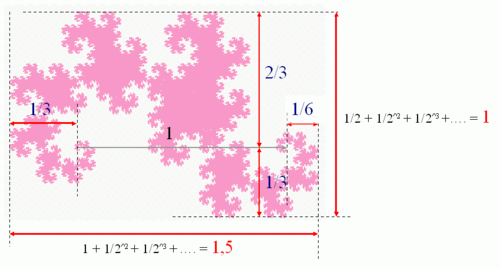 2/3
1/3
1/6
1/2 + 1/2^2 + 1/2^3 + .... = 1
1
1/3
1 + 1/2^2 + 1/2^3 + .... = 1,5